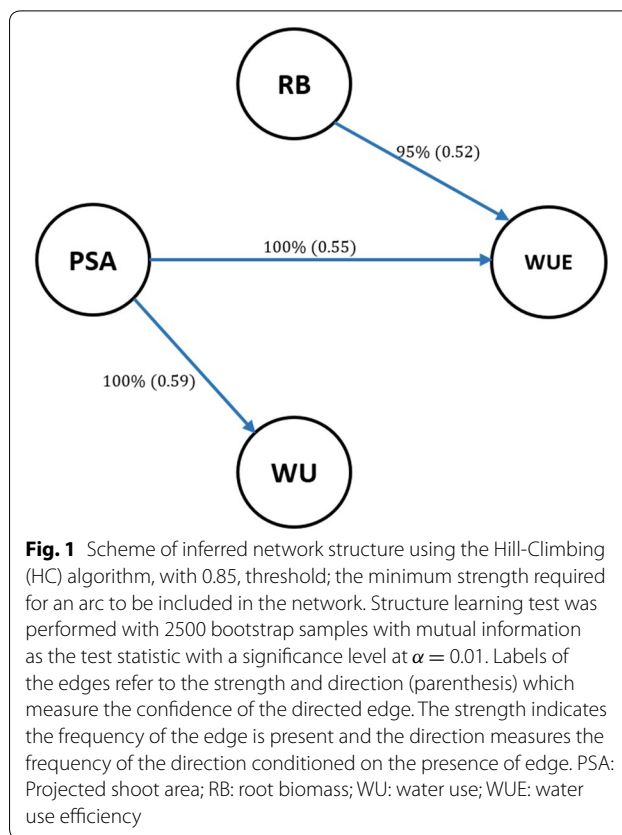 RB
95% (0.52)
PSA
100% (0.55)
WUE
100% (0.59)
WU
Fig. 1 Scheme of inferred network structure using the Hill-Climbing
(HC) algorithm, with 0.85, threshold; the minimum strength required
for an arc to be included in the network. Structure learning test was
performed with 2500 bootstrap samples with mutual information
as the test statistic with a significance level at α = 0.01. Labels of
the edges refer to the strength and direction (parenthesis) which
measure the confidence of the directed edge. The strength indicates
the frequency of the edge is present and the direction measures the
frequency of the direction conditioned on the presence of edge. PSA:
Projected shoot area; RB: root biomass; WU: water use; WUE: water
use efficiency